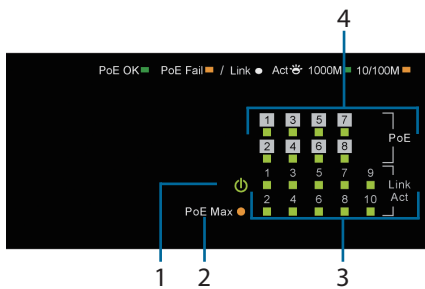 4
PoE OK PoE Fail / Link Act 1000M 10/100M
1 3 5 7
PoE
2 4 6 8
1 3 5 7 9
Link
Act
2 4 6 8 10
PoE Max
1 2 3